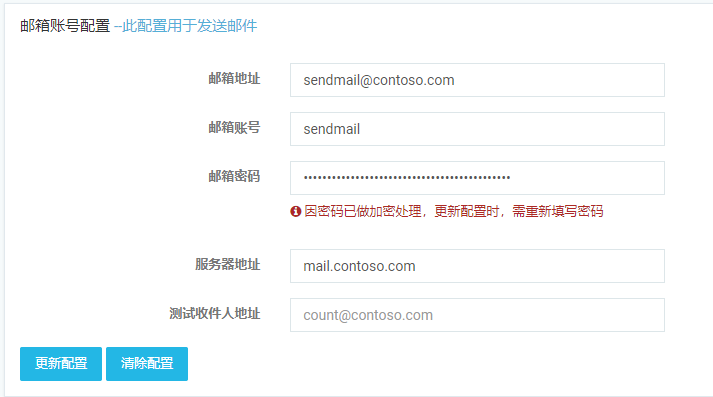 邮箱账号配置 --此配置用于发送邮件
邮箱地址 sendmail@contoso.com
邮箱账号 sendmail
邮箱密码 ••••••••••••••••••••••••••••••••••••••••••••
因密码已做加密处理，更新配置时，需重新填写密码
服务器地址 mail.contoso.com
测试收件人地址 count@contoso.com
更新配置 清除配置